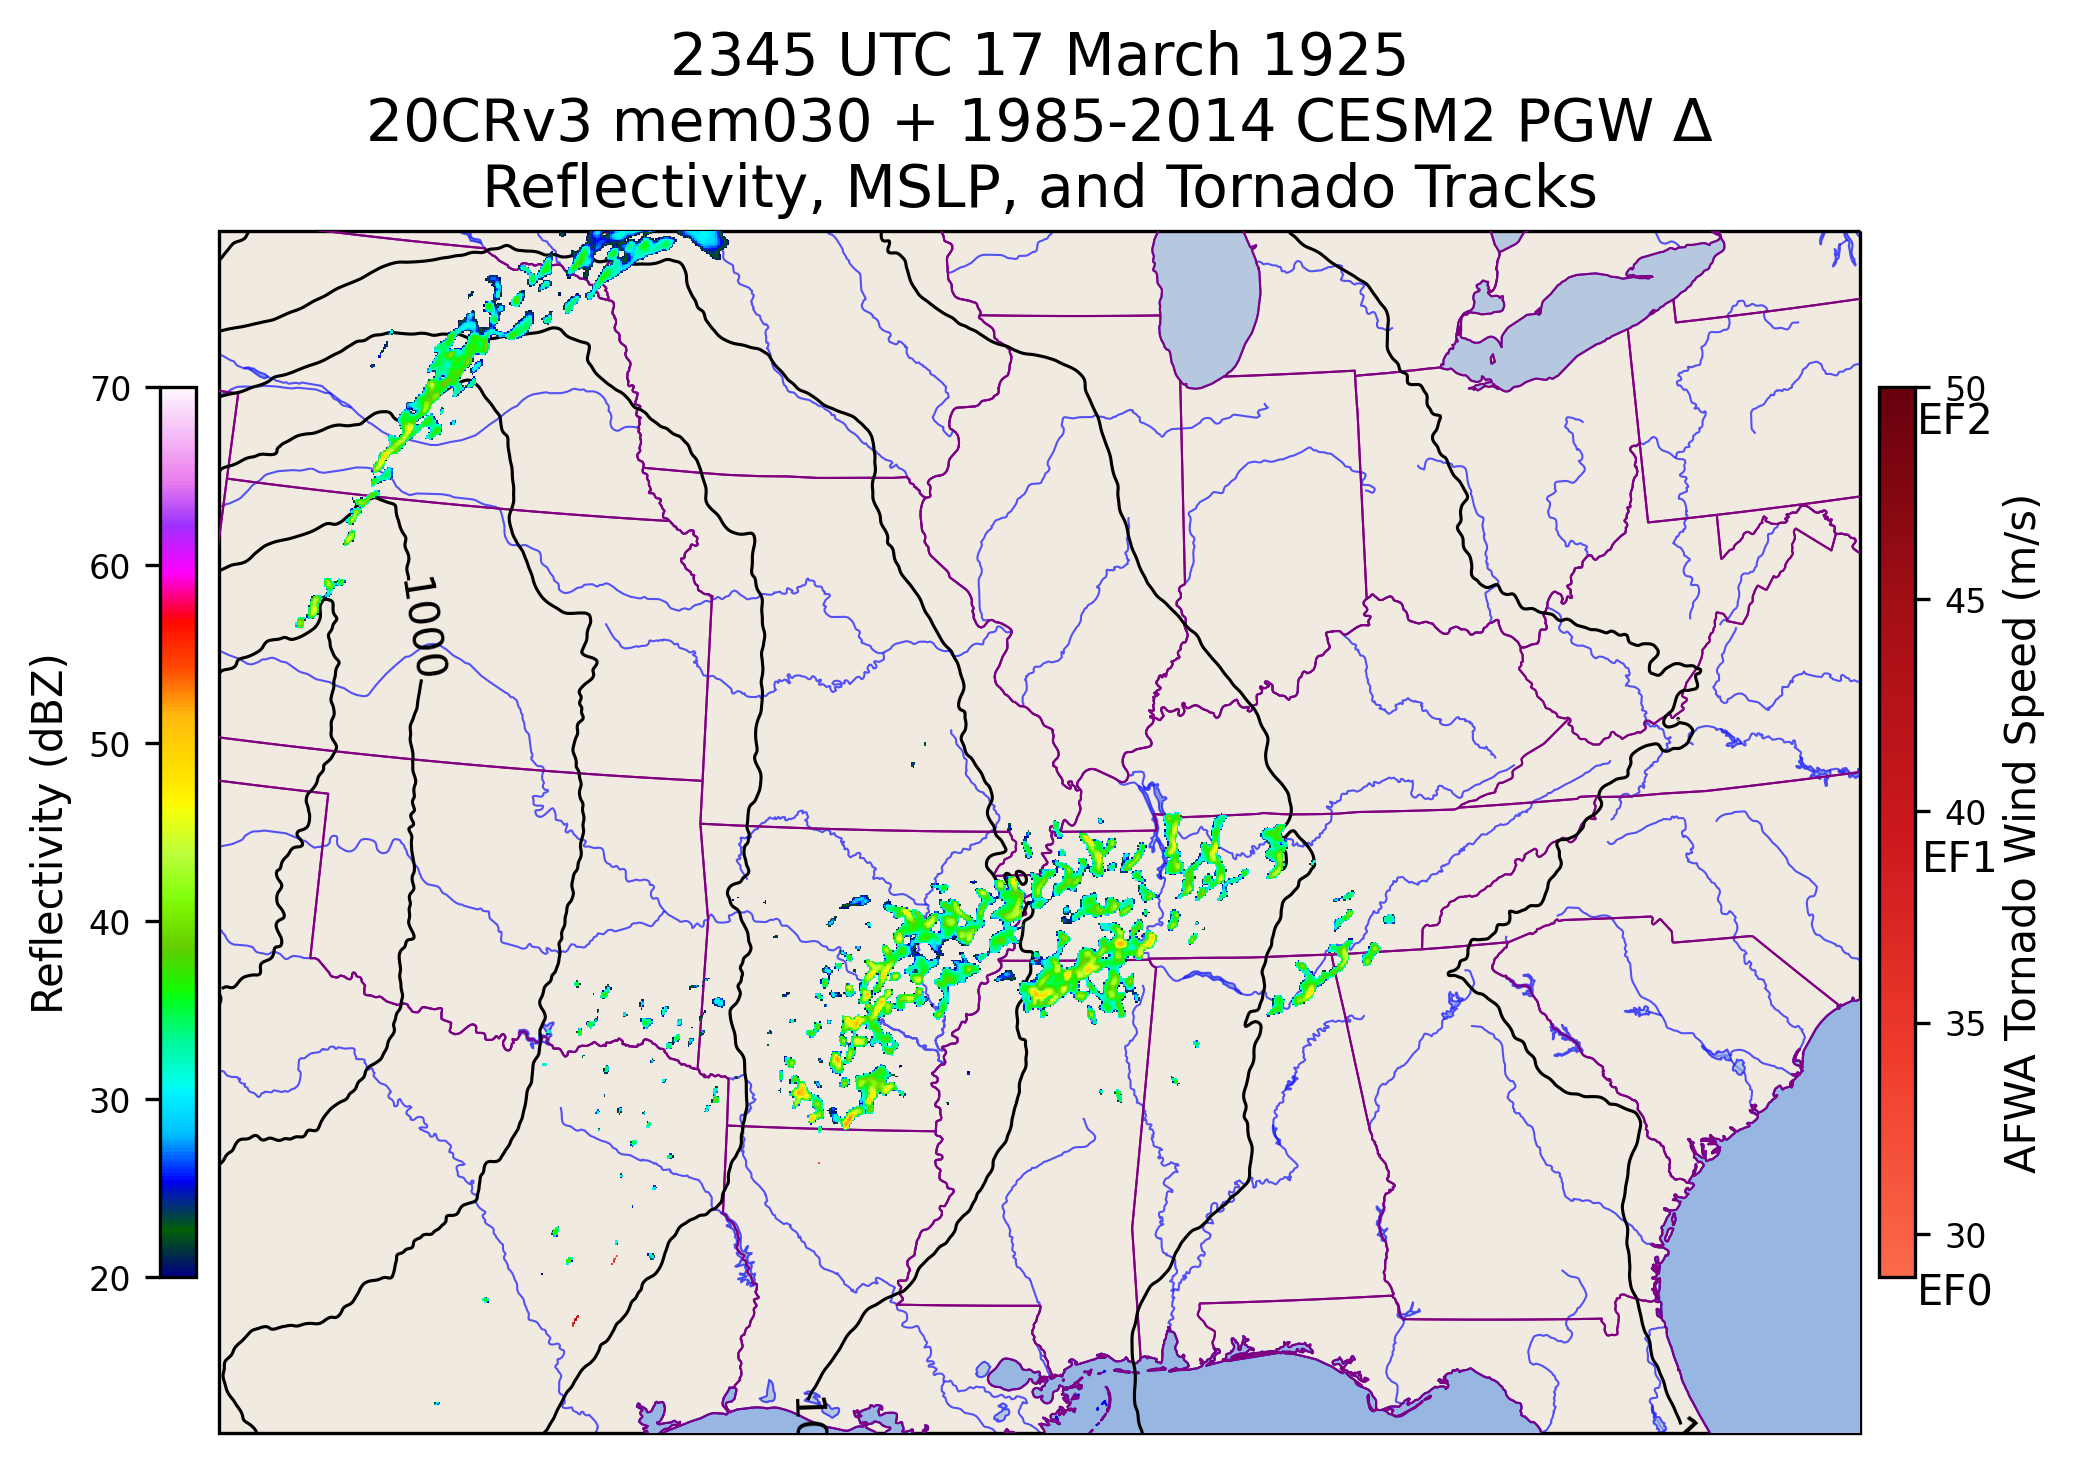 2345 UTC 17 March 1925
20CRv3 mem030 + 1985-2014 CESM2 PGW Δ
Reflectivity, MSLP, and Tornado Tracks
70
60
50
40
30
20
Reflectivity (dBZ)
1000
50
EF2
45
40
EF1
35
30
EF0
AFWA Tornado Wind Speed (m/s)